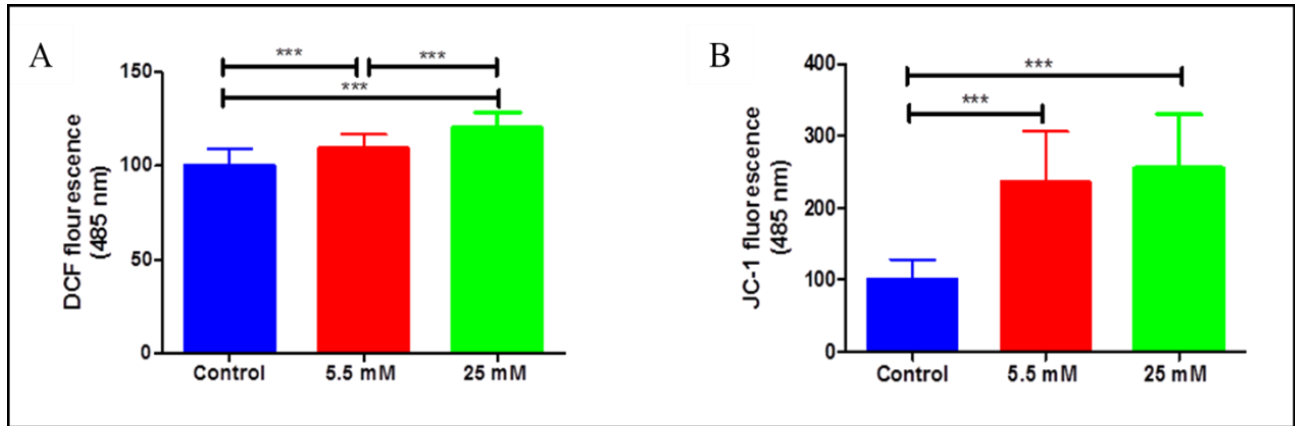 A
DCF flourescence
(485 nm)
150
100
50
0
***
***
***
Control
5.5 mM
25 mM
B
JC-1 fluorescence
(485 nm)
400
300
200
100
0
***
***
Control
5.5 mM
25 mM